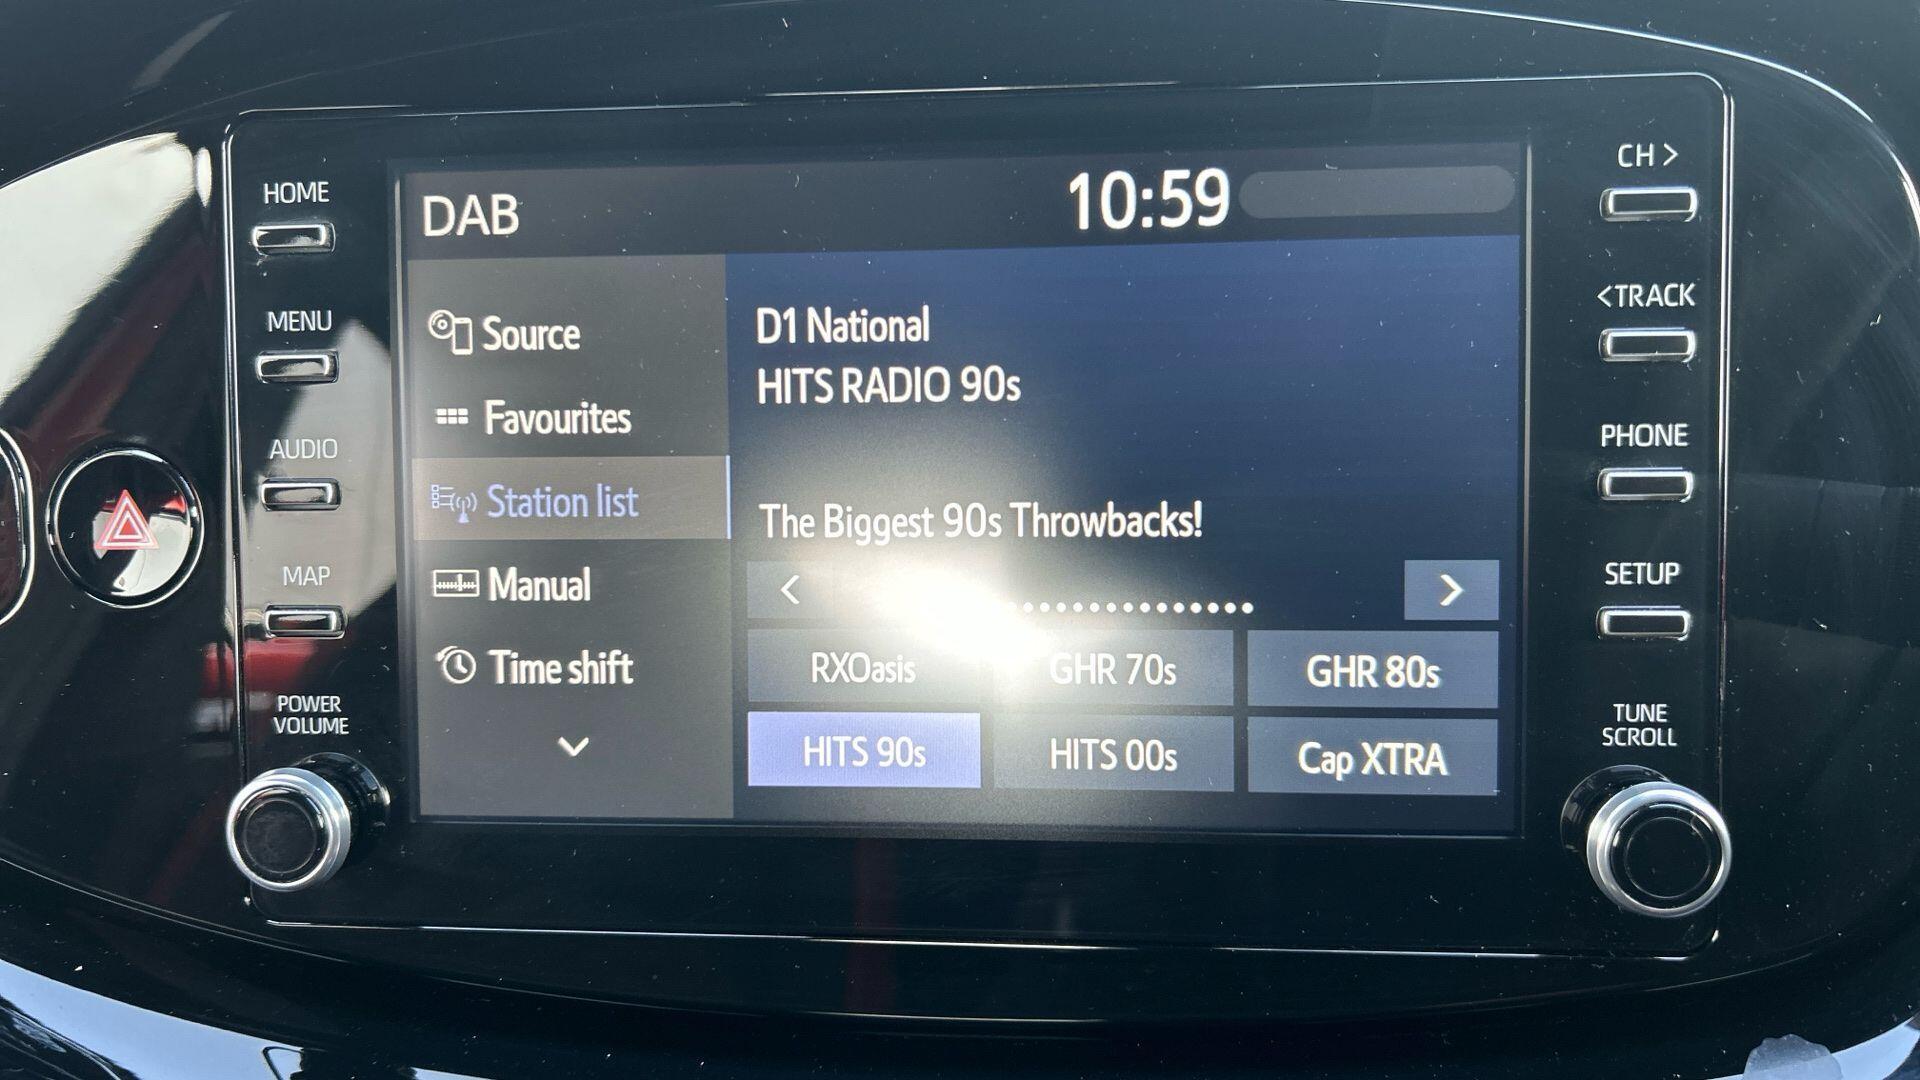 HOME
MENU
AUDIO
MAP
POWER
VOLUME
DAB
10:59
Source
Favourites
Station list
Manual
Time shift
D1 National
HITS RADIO 90s
The Biggest 90s Throwbacks!
RXOasis
GHR 70s
GHR 80s
HITS 90s
HITS 00s
Cap XTRA
CH >
<TRACK
PHONE
SETUP
TUNE
SCROLL